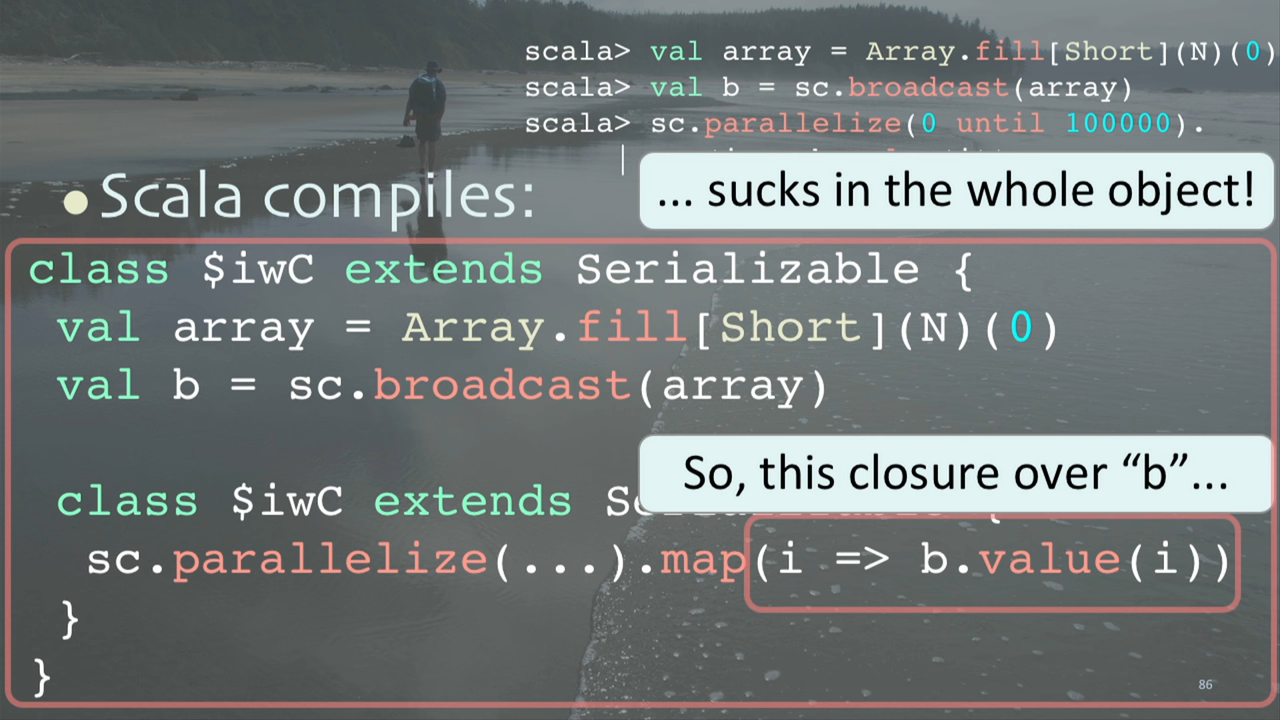 scala> val array = Array.fill[Short](N)(0)
scala> val b = sc.broadcast(array)
scala> sc.parallelize(0 until 100000).
|
... sucks in the whole object!
• Scala compiles:
class $iwC extends Serializable {
val array = Array.fill[Short](N)(0)
val b = sc.broadcast(array)
So, this closure over “b”...
class $iwC extends
sc.parallelize(...).map(i => b.value(i))
}
}
86